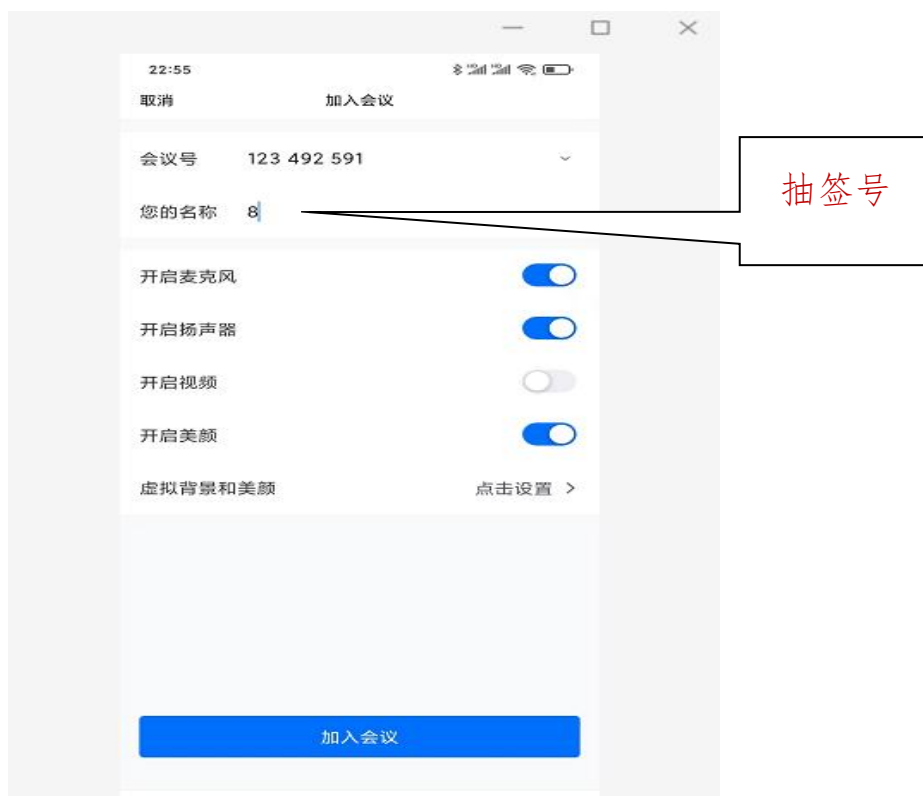 22:55
取消 加入会议
会议号 123 492 591
您的名称 8
抽签号
开启麦克风
开启扬声器
开启视频
开启美颜
虚拟背景和美颜 点击设置 >
加入会议